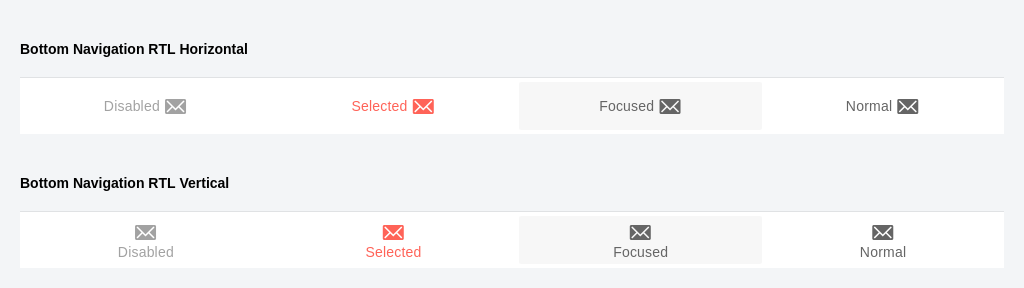 Bottom Navigation RTL Horizontal
Disabled Selected Focused Normal
Bottom Navigation RTL Vertical
Disabled Selected Focused Normal